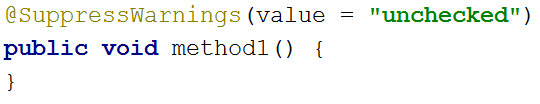 @SuppressWarnings(value = "unchecked")
public void method1() {
}